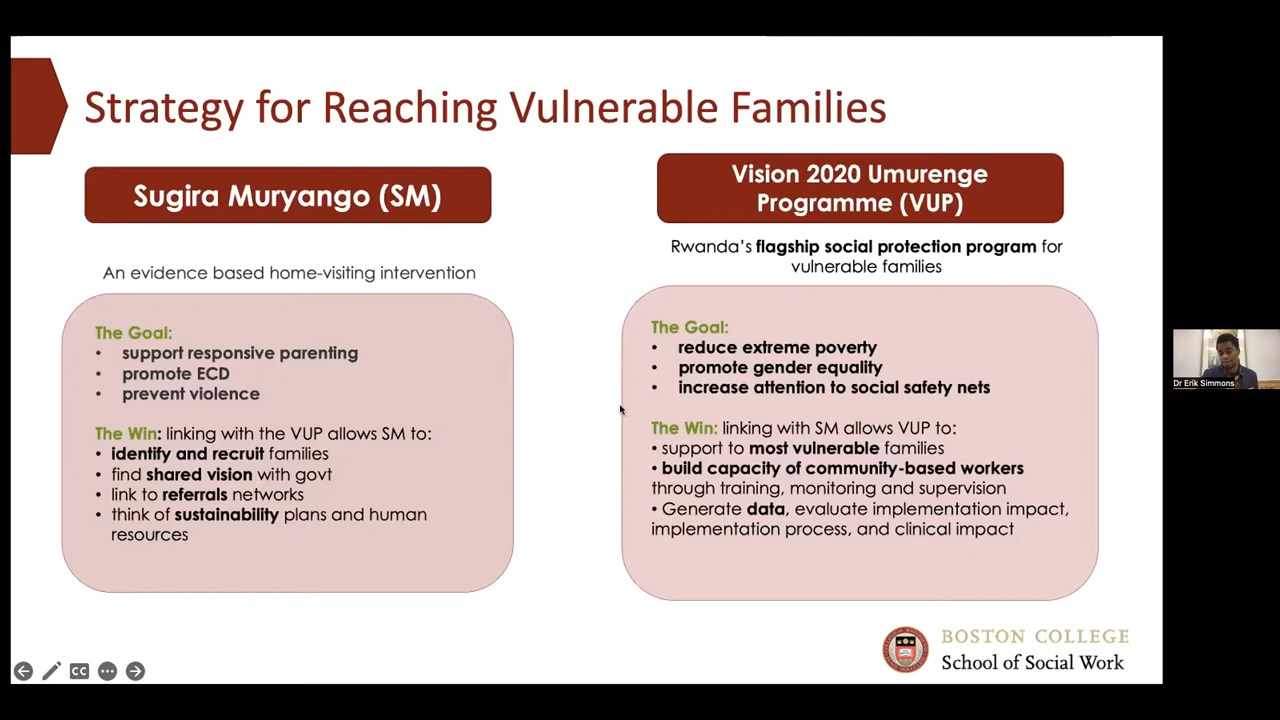 Strategy for Reaching Vulnerable Families
Sugira Muryango (SM)
An evidence based home-visiting intervention
The Goal:
• support responsive parenting
• promote ECD
• prevent violence
The Win: linking with the VUP allows SM to:
• identify and recruit families
• find shared vision with govt
• link to referrals networks
• think of sustainability plans and human
resources
Vision 2020 Umurenge
Programme (VUP)
Rwanda's flagship social protection program for
vulnerable families
The Goal:
• reduce extreme poverty
• promote gender equality
• increase attention to social safety nets
The Win: linking with SM allows VUP to:
• support to most vulnerable families
• build capacity of community-based workers
through training, monitoring and supervision
• Generate data, evaluate implementation impact,
implementation process, and clinical impact
BOSTON COLLEGE
School of Social Work
CC
Dr Erik Simmons